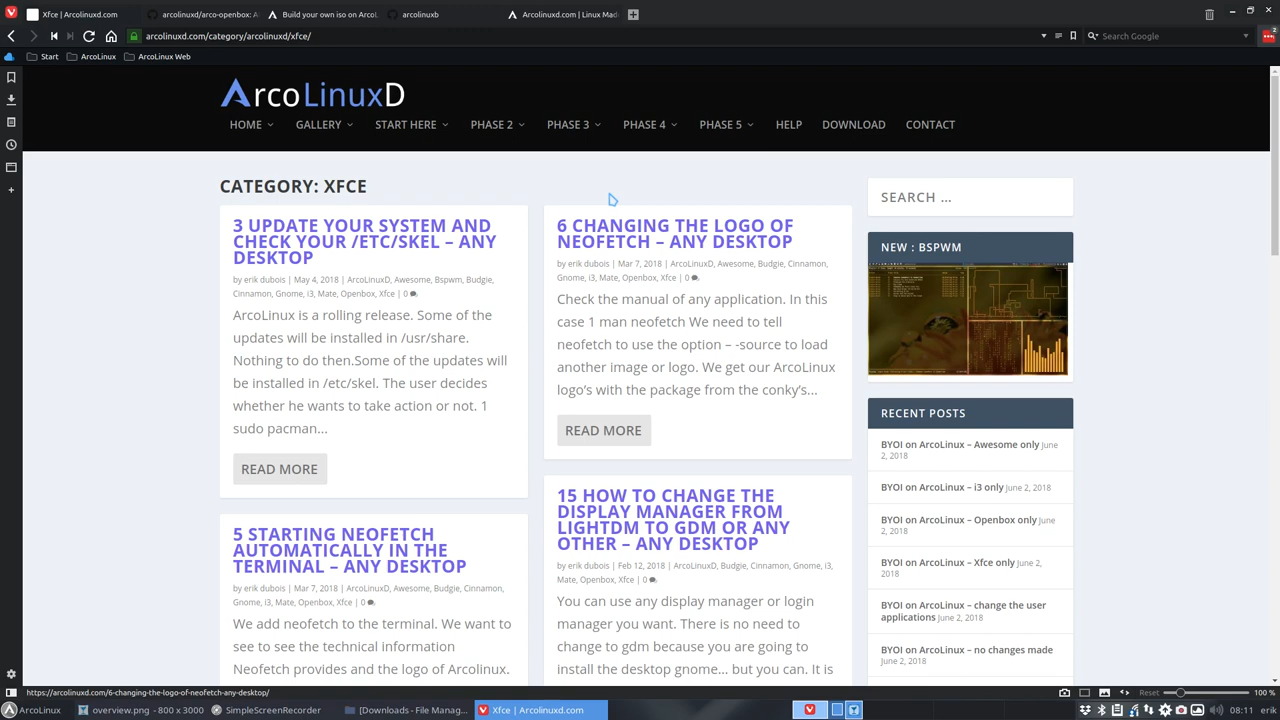 Xfce | Arcolinuxd.com
arcolinuxd/arco-openbox: A
Build your own iso on ArcoL
arcolinuxb
Arcolinuxd.com | Linux Mad
arcolinuxd.com/category/arcolinuxd/xfce/
Search Google
2
Start
ArcoLinux
ArcoLinux Web
ArcoLinuxD
HOME
GALLERY
START HERE
PHASE 2
PHASE 3
PHASE 4
PHASE 5
HELP
DOWNLOAD
CONTACT
CATEGORY: XFCE
3 UPDATE YOUR SYSTEM AND
CHECK YOUR /ETC/SKEL – ANY
DESKTOP
by erik dubois | May 4, 2018 | ArcoLinuxD, Awesome, Bspwm, Budgie,
Cinnamon, Gnome, i3, Mate, Openbox, Xfce | 0
ArcoLinux is a rolling release. Some of the
updates will be installed in /usr/share.
Nothing to do then.Some of the updates will
be installed in /etc/skel. The user decides
whether he wants to take action or not. 1
sudo pacman...
READ MORE
5 STARTING NEOFETCH
AUTOMATICALLY IN THE
TERMINAL – ANY DESKTOP
by erik dubois | Mar 7, 2018 | ArcoLinuxD, Awesome, Budgie, Cinnamon,
Gnome, i3, Mate, Openbox, Xfce | 0
We add neofetch to the terminal. We want to
see to see the technical information
Neofetch provides and the logo of Arcolinux.
6 CHANGING THE LOGO OF
NEOFETCH – ANY DESKTOP
by erik dubois | Mar 7, 2018 | ArcoLinuxD, Awesome, Budgie, Cinnamon,
Gnome, i3, Mate, Openbox, Xfce | 0
Check the manual of any application. In this
case 1 man neofetch We need to tell
neofetch to use the option – -source to load
another image or logo. We get our ArcoLinux
logo's with the package from the conky's...
READ MORE
15 HOW TO CHANGE THE
DISPLAY MANAGER FROM
LIGHTDM TO GDM OR ANY
OTHER – ANY DESKTOP
by erik dubois | Feb 12, 2018 | ArcoLinuxD, Budgie, Cinnamon, Gnome, i3,
Mate, Openbox, Xfce | 0
You can use any display manager or login
manager you want. There is no need to
change to gdm because you are going to
install the desktop gnome... but you can. It is
SEARCH ...
NEW : BSPWM
RECENT POSTS
BYOI on ArcoLinux – Awesome only June
2, 2018
BYOI on ArcoLinux – i3 only June 2, 2018
BYOI on ArcoLinux – Openbox only June
2, 2018
BYOI on ArcoLinux – Xfce only June 2,
2018
BYOI on ArcoLinux – change the user
applications June 2, 2018
BYOI on ArcoLinux – no changes made
June 2, 2018
https://arcolinuxd.com/6-changing-the-logo-of-neofetch-any-desktop/
Reset
100 %
ArcoLinux
overview.png - 800 x 3000
SimpleScreenRecorder
[Downloads - File Manag...
Xfce | Arcolinuxd.com
08:11
erik